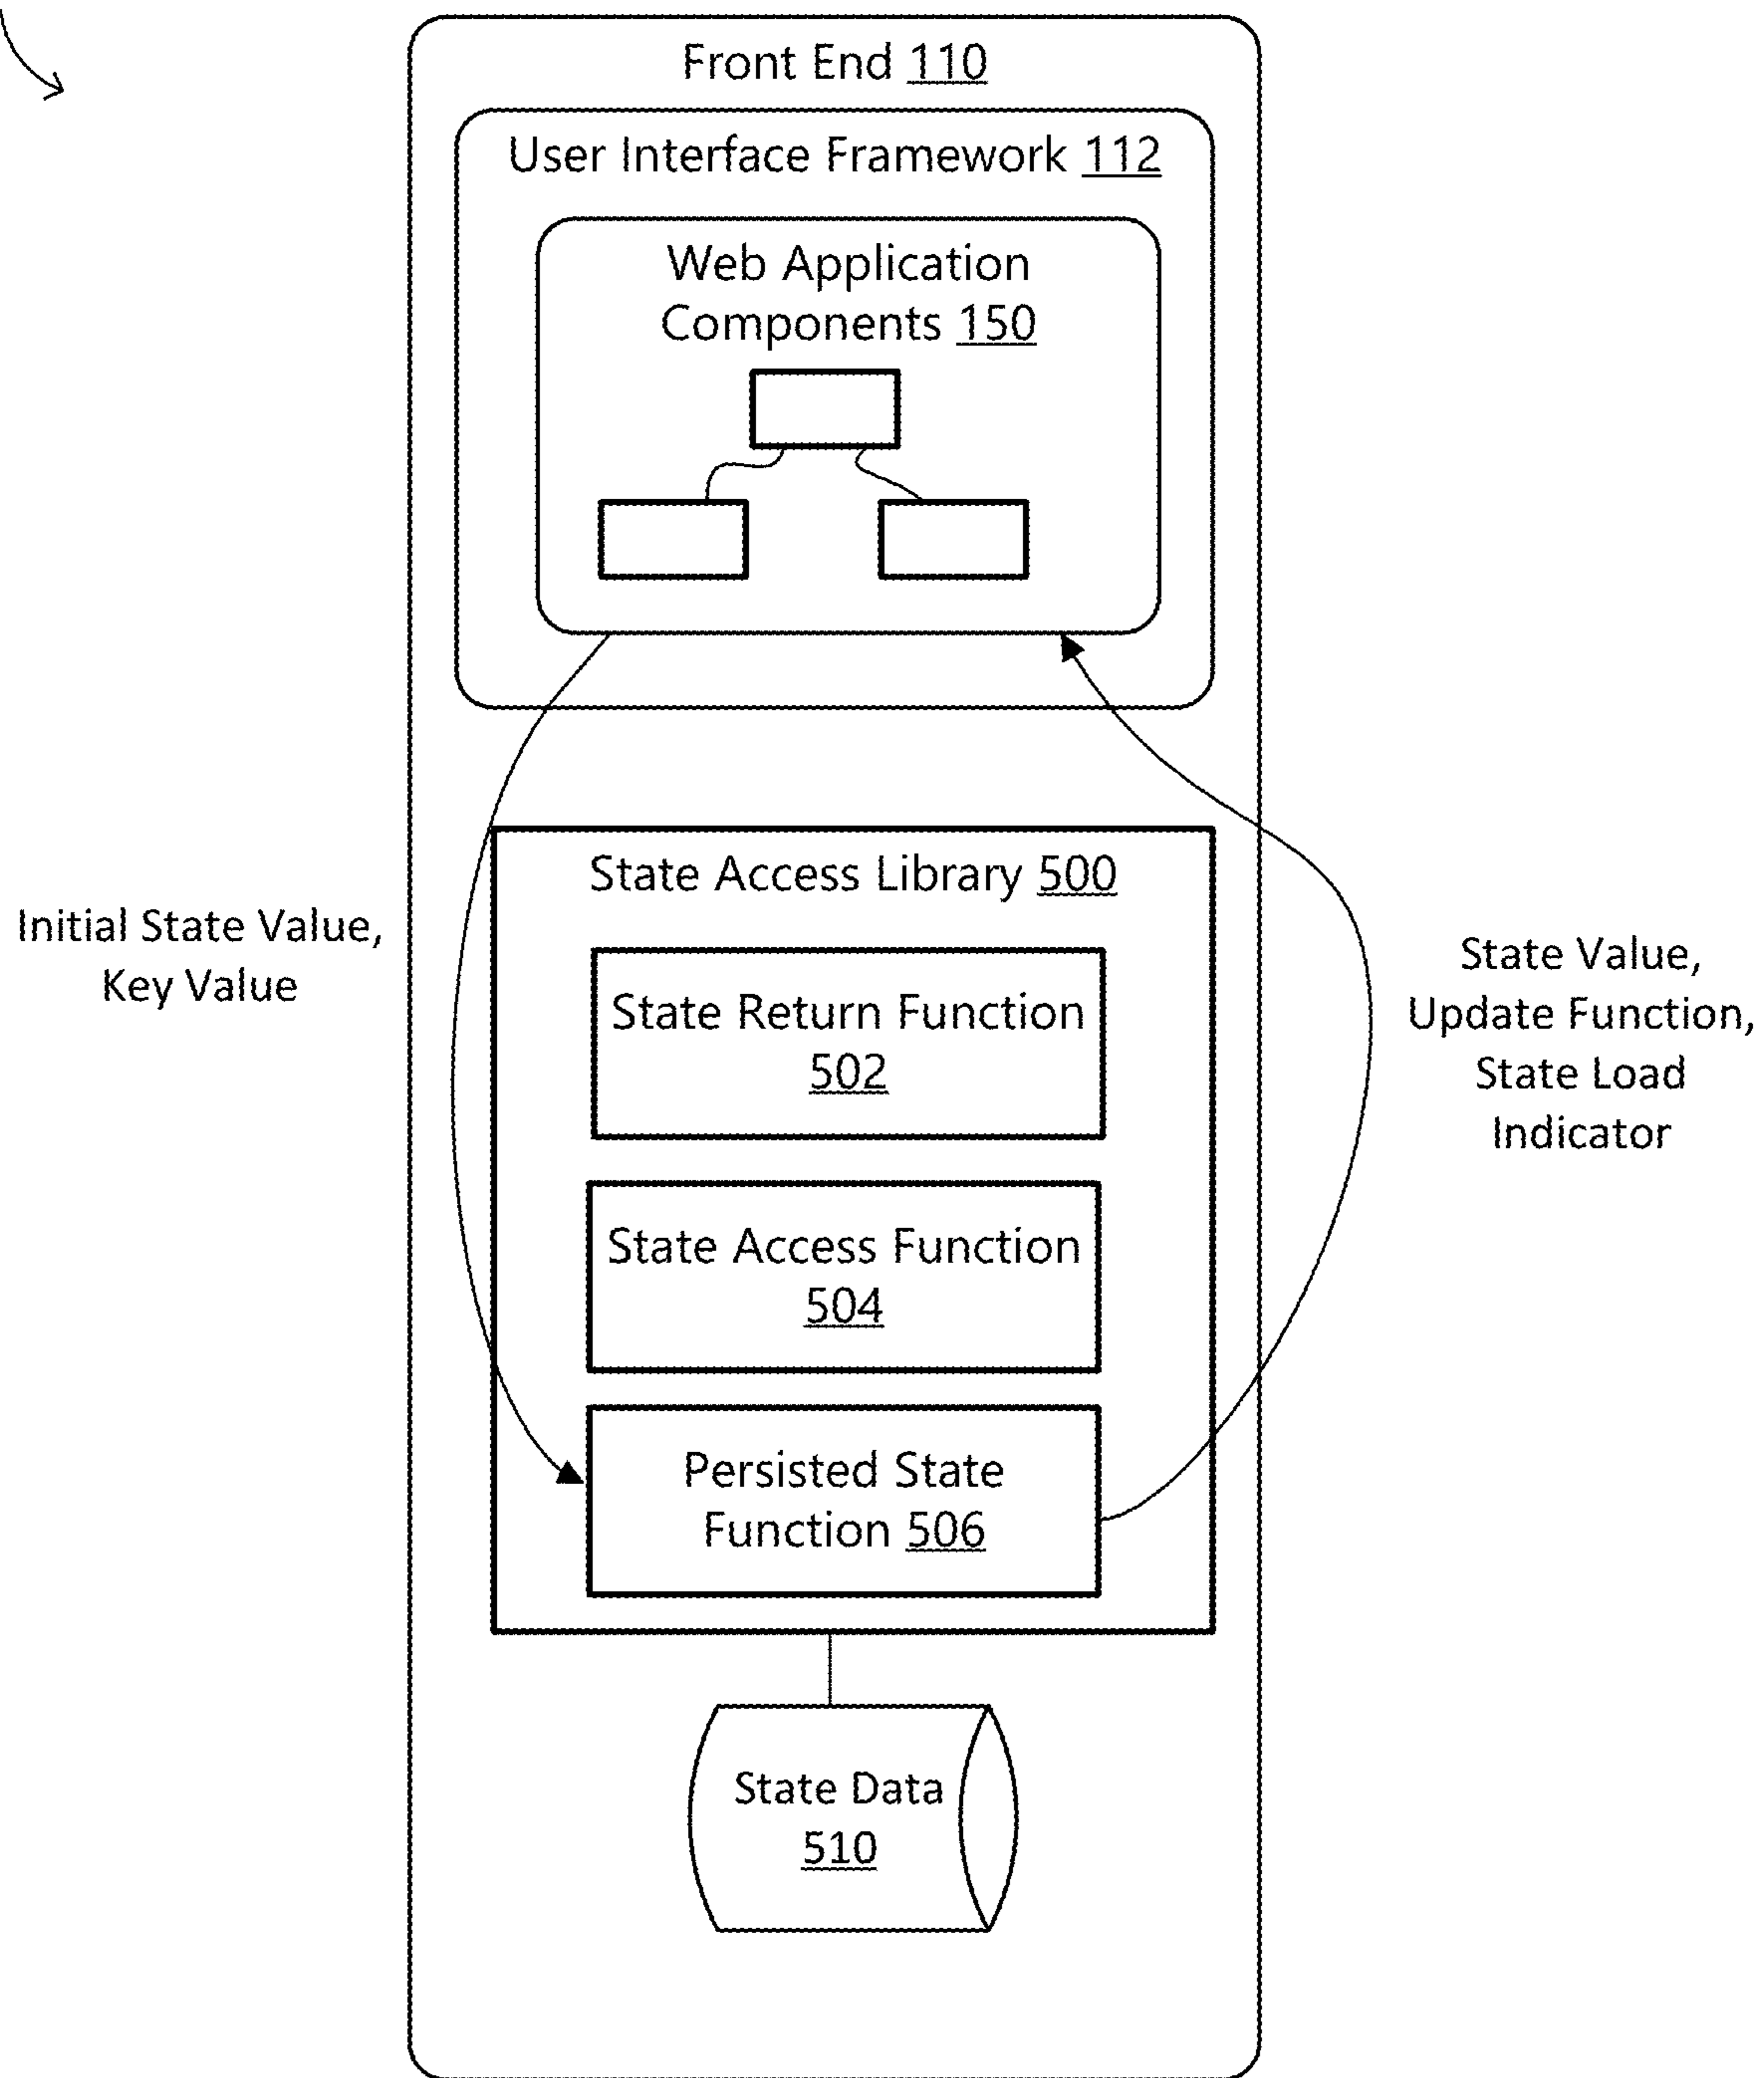 Front End 110
User Interface Framework 112
Web Application
Components 150
State Access Library 500
Initial State Value,
Key Value
State Return Function
502
State Value,
Update Function,
State Load
Indicator
State Access Function
504
Persisted State
Function 506
State Data
510